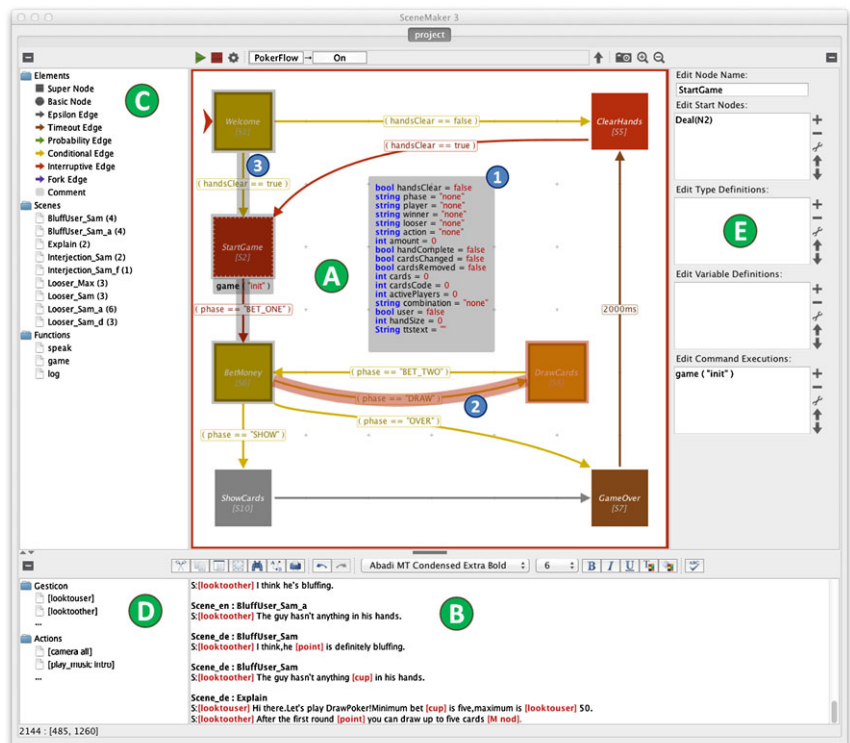 SceneMaker 3
project
PokerFlow → On
Elements
Super Node
Basic Node
Epsilon Edge
Timeout Edge
Probability Edge
Conditional Edge
Interruptive Edge
Fork Edge
Comment
Scenes
BluffUser_Sam (4)
BluffUser_Sam_a (4)
Explain (2)
Interjection_Sam (2)
Interjection_Sam_f (1)
Looser_Max (3)
Looser_Sam (3)
Looser_Sam_a (6)
Looser_Sam_d (3)
Functions
speak
game
log
C
Welcome
( handsClear == false )
ClearHands
[S5]
( handsClear == true )
3
( handsClear == true )
1
StartGame
[S2]
game ( "init" )
A
bool handsClear = false
string phase = "none"
string player = "none"
string winner = "none"
string looser = "none"
string action = "none"
int amount = 0
bool handComplete = false
bool cardsChanged = false
bool cardsRemoved = false
int cards = 0
int cardsCode = 0
int activePlayers = 0
string combination = "none"
bool user = false
int handSize = 0
String ttstext = ""
( phase == "BET_ONE" )
2000ms
BetMoney
( phase == "BET_TWO" )
DrawCards
( phase == "DRAW" )
2
( phase == "OVER" )
( phase == "SHOW" )
ShowCards
[S10]
GameOver
[S7]
Edit Node Name:
StartGame
Edit Start Nodes:
Deal(N2)
Edit Type Definitions:
E
Edit Variable Definitions:
Edit Command Executions:
game ( "init" )
Abadi MT Condensed Extra Bold
6
B I U
Gesticon
[looktouser]
[looktoother]
...
Actions
[camera all]
[play_music intro]
...
D
S:[looktoother] I think he's bluffing.
Scene_en : BluffUser_Sam_a
S:[looktoother] The guy hasn't anything in his hands.
B
Scene_de : BluffUser_Sam
S:[looktoother] I think,he [point] is definitely bluffing.
Scene_de : BluffUser_Sam
S:[looktoother] The guy hasn't anything [cup] in his hands.
Scene_de : Explain
S:[looktouser] Hi there.Let's play DrawPoker!Minimum bet [cup] is five,maximum is [looktouser] 50.
S:[looktoother] After the first round [point] you can draw up to five cards [M nod].
2144 : [485, 1260]